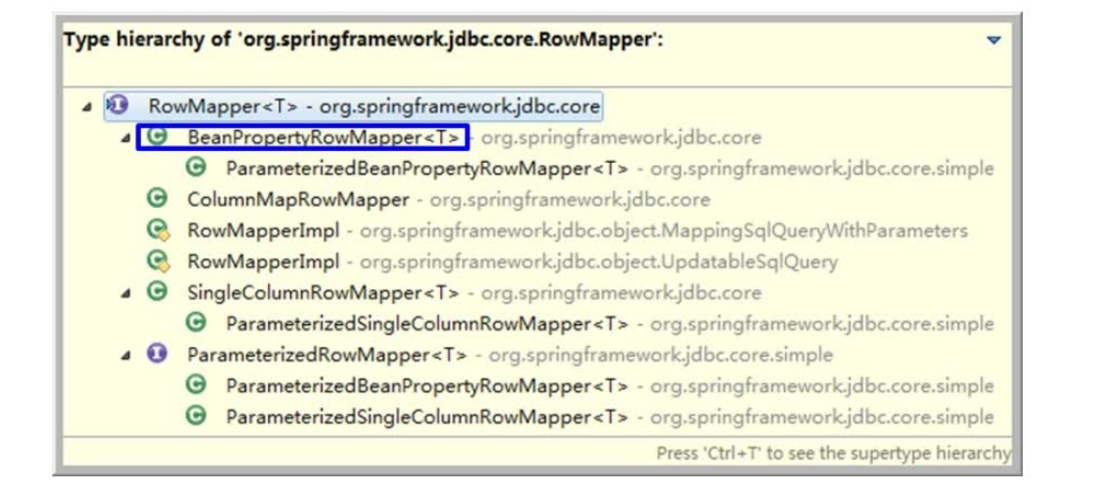 Type hierarchy of 'org.springframework.jdbc.core.RowMapper':
RowMapper<T> - org.springframework.jdbc.core
BeanPropertyRowMapper<T> - org.springframework.jdbc.core
ParameterizedBeanPropertyRowMapper<T> - org.springframework.jdbc.core.simple
ColumnMapRowMapper - org.springframework.jdbc.core
RowMapperImpl - org.springframework.jdbc.object.MappingSqlQueryWithParameters
RowMapperImpl - org.springframework.jdbc.object.UpdatableSqlQuery
SingleColumnRowMapper<T> - org.springframework.jdbc.core
ParameterizedSingleColumnRowMapper<T> - org.springframework.jdbc.core.simple
ParameterizedRowMapper<T> - org.springframework.jdbc.core.simple
ParameterizedBeanPropertyRowMapper<T> - org.springframework.jdbc.core.simple
ParameterizedSingleColumnRowMapper<T> - org.springframework.jdbc.core.simple
Press 'Ctrl+T' to see the supertype hierarchy